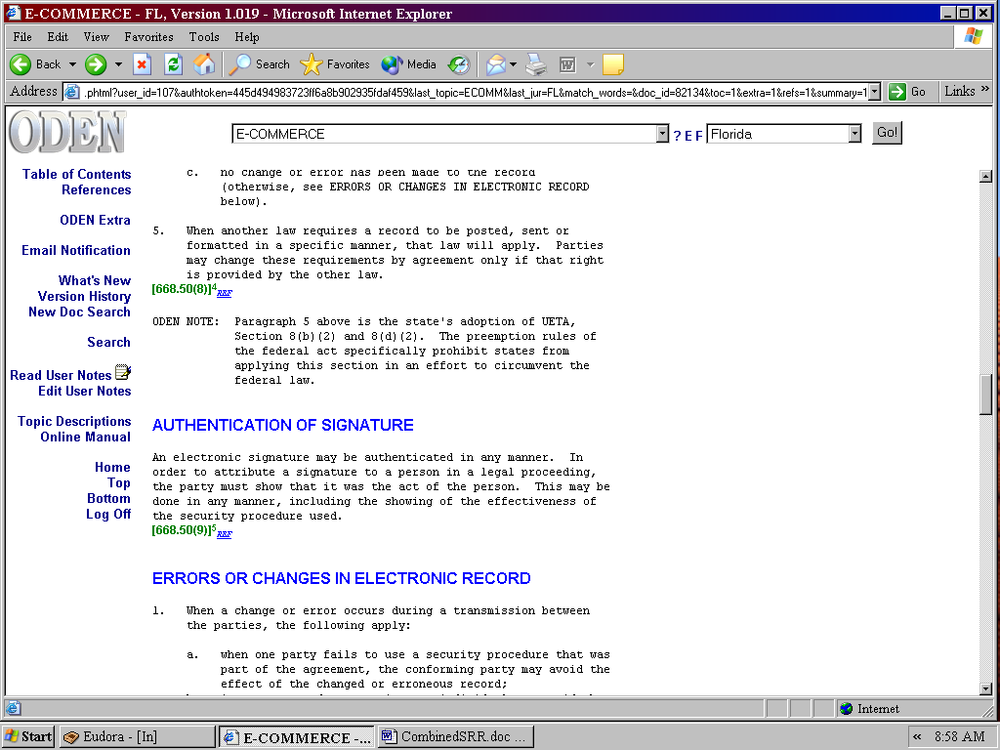 E-COMMERCE - FL, Version 1.019 - Microsoft Internet Explorer
File Edit View Favorites Tools Help
Back Search Favorites Media
Address .phtml?user_id=107&authtoken=445d494983723ff6a8b902935fdaf459&last_topic=ECOMM&last_jur=FL&match_words=&doc_id=82134&toc=1&extra=1&refs=1&summary=1 Go Links »
ODEN
E-COMMERCE ? E F Florida Go!
Table of Contents
References
ODEN Extra
Email Notification
What's New
Version History
New Doc Search
Search
Read User Notes
Edit User Notes
Topic Descriptions
Online Manual
Home
Top
Bottom
Log Off
c. no change or error has been made to the record
(otherwise, see ERRORS OR CHANGES IN ELECTRONIC RECORD
below).
5. When another law requires a record to be posted, sent or
formatted in a specific manner, that law will apply. Parties
may change these requirements by agreement only if that right
is provided by the other law.
[668.50(8)]4REF
ODEN NOTE: Paragraph 5 above is the state's adoption of UETA,
Section 8(b)(2) and 8(d)(2). The preemption rules of
the federal act specifically prohibit states from
applying this section in an effort to circumvent the
federal law.
AUTHENTICATION OF SIGNATURE
An electronic signature may be authenticated in any manner. In
order to attribute a signature to a person in a legal proceeding,
the party must show that it was the act of the person. This may be
done in any manner, including the showing of the effectiveness of
the security procedure used.
[668.50(9)]5REF
ERRORS OR CHANGES IN ELECTRONIC RECORD
1. When a change or error occurs during a transmission between
the parties, the following apply:
a. when one party fails to use a security procedure that was
part of the agreement, the conforming party may avoid the
effect of the changed or erroneous record;
Internet
Start Eudora - [In] E-COMMERCE -... CombinedSRR.doc ... « 8:58 AM